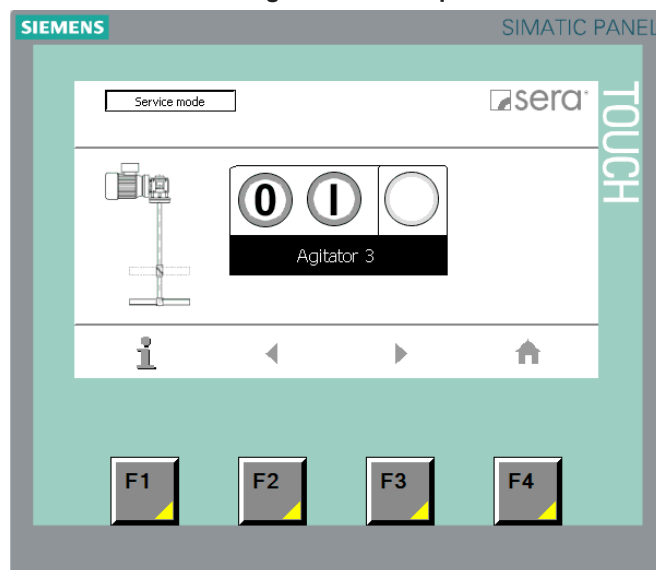 SIEMENS
SIMATIC PANEL
Service mode
sera
TOUCH
0 I
Agitator 3
i
F1 F2 F3 F4